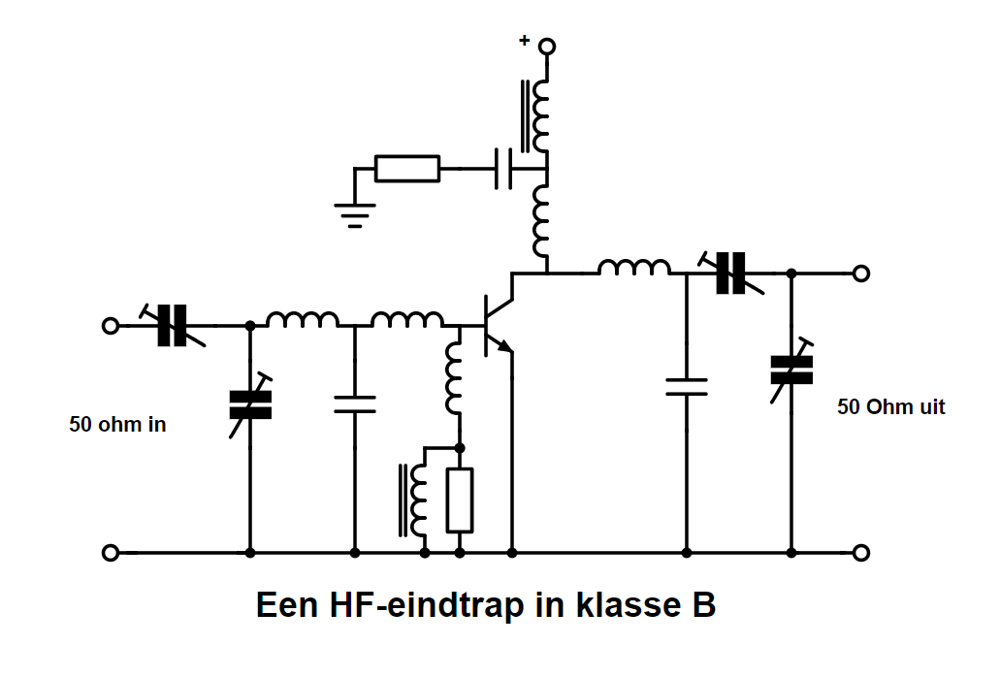 +
50 ohm in
50 Ohm uit
Een HF-eindtrap in klasse B